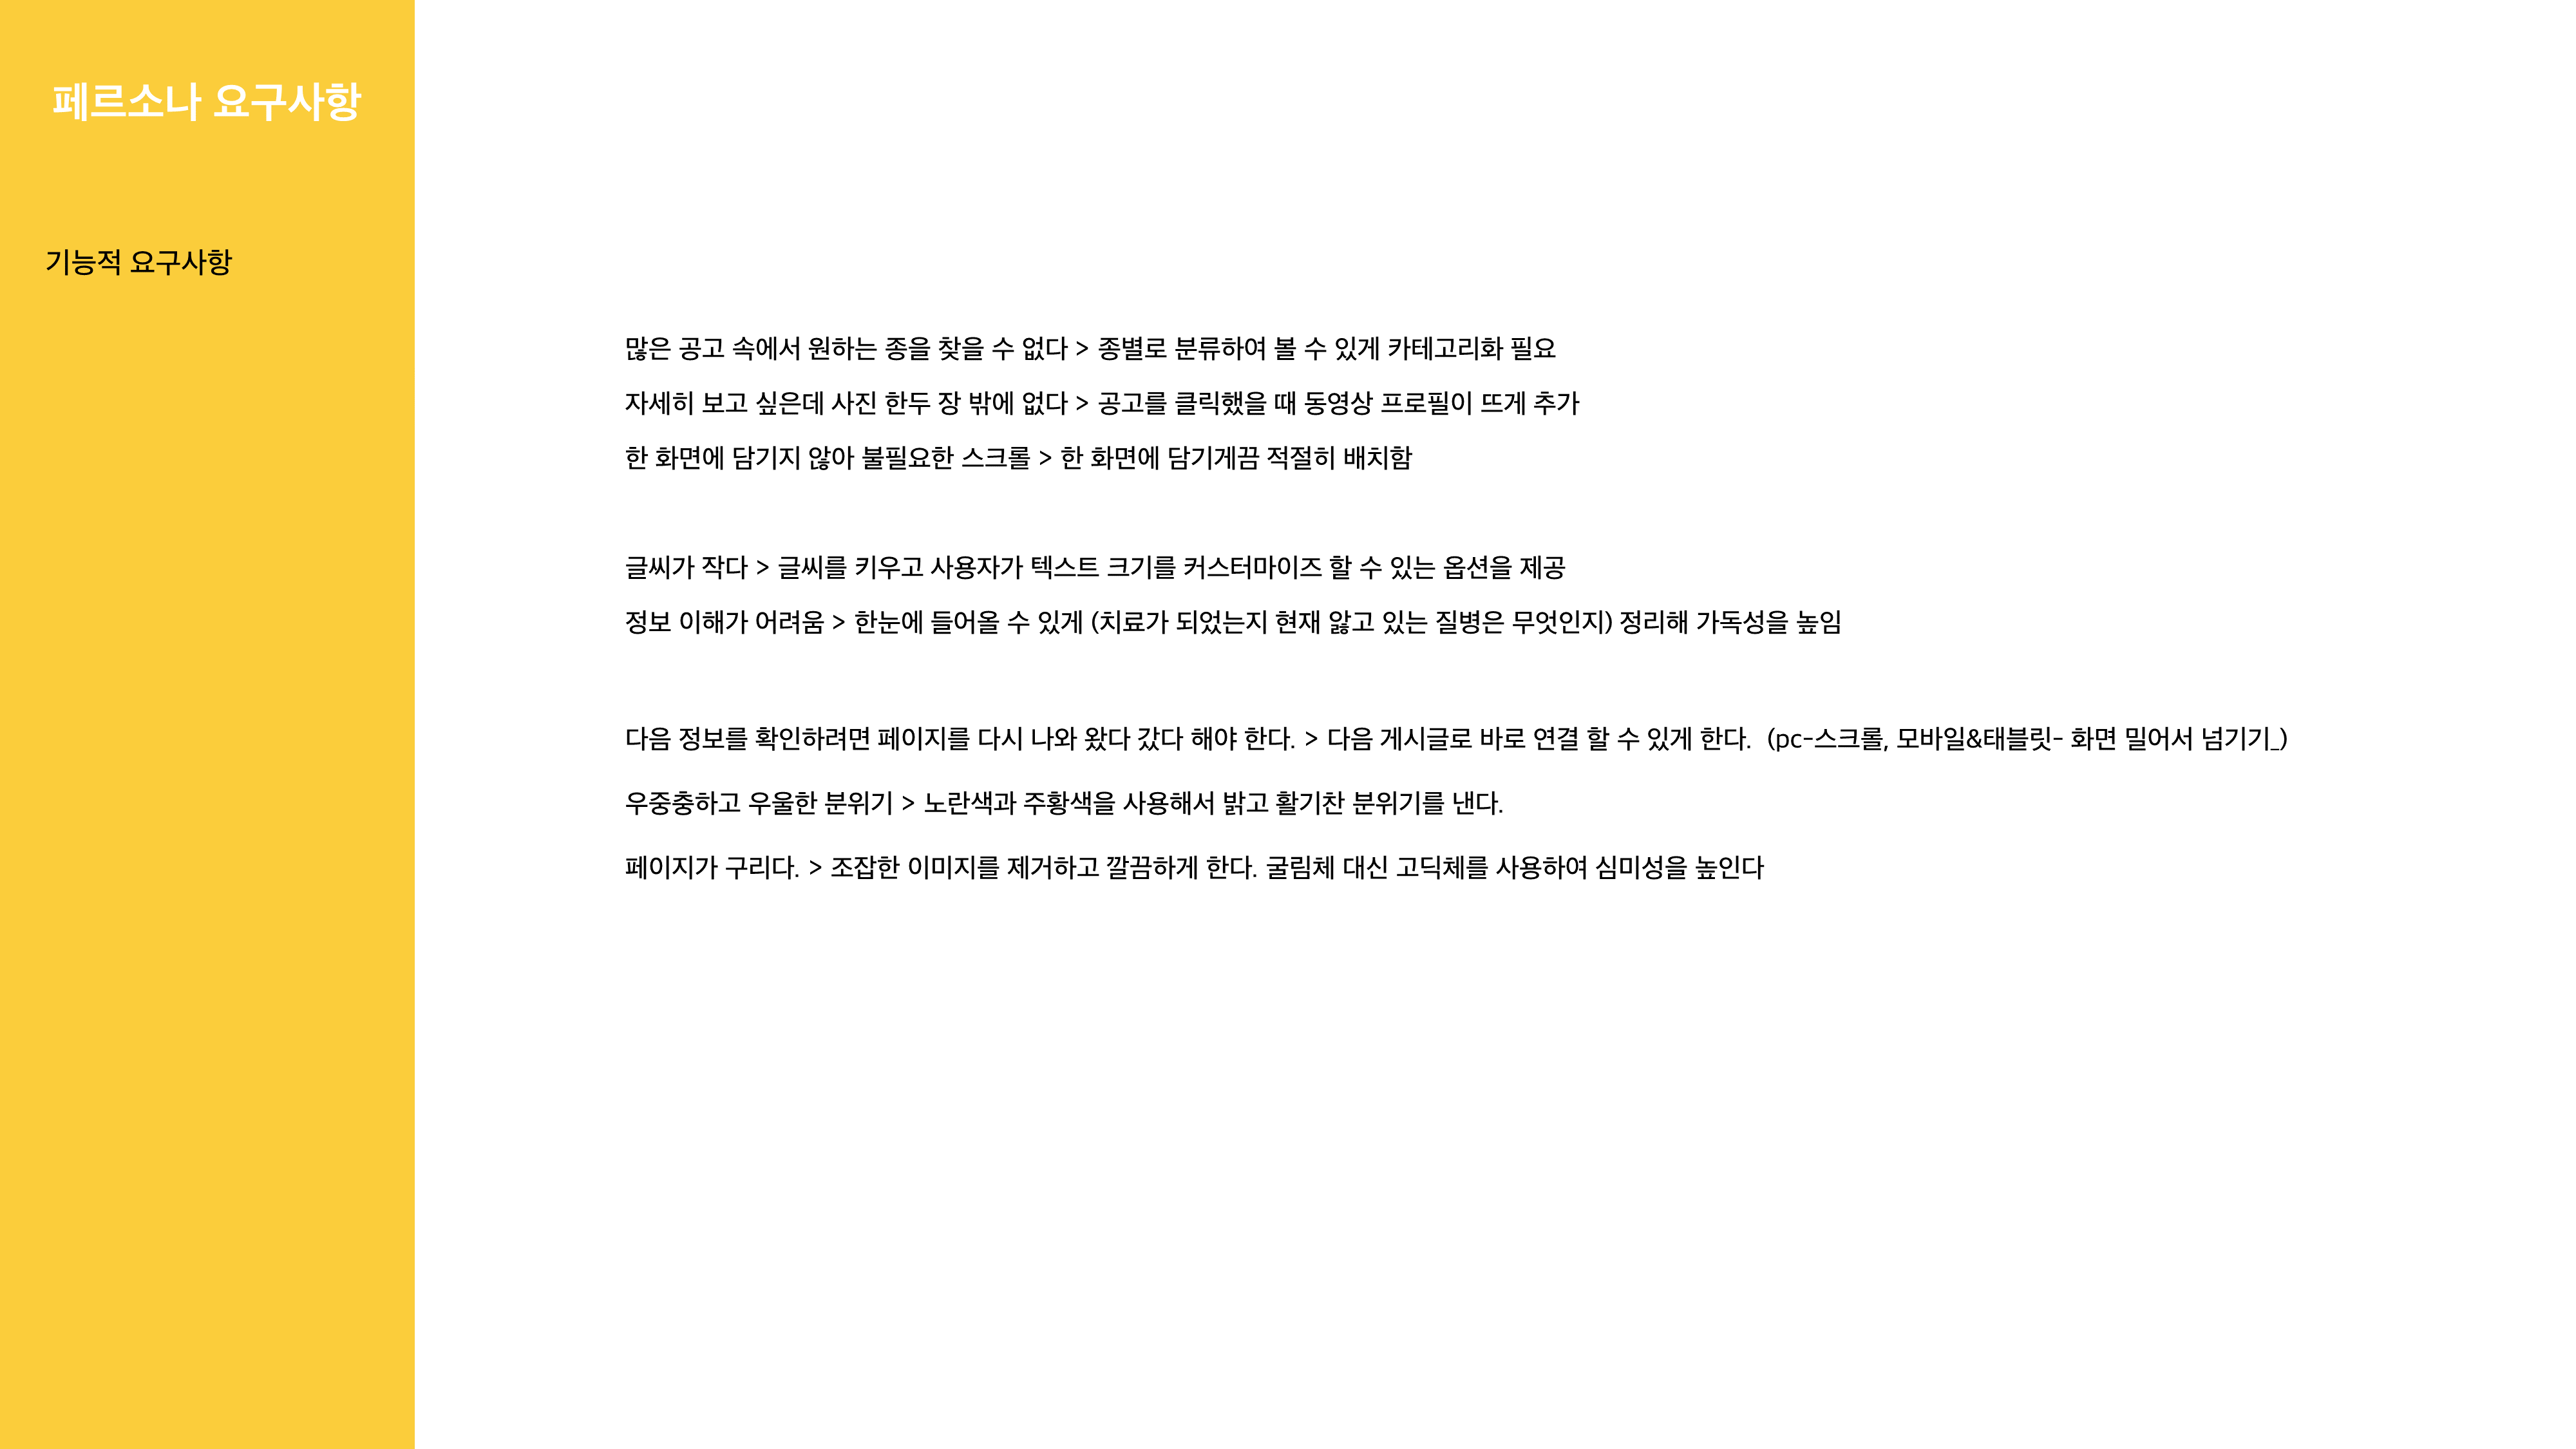 페르소나 요구사항
기능적 요구사항
많은 공고 속에서 원하는 종을 찾을 수 없다 > 종별로 분류하여 볼 수 있게 카테고리화 필요
자세히 보고 싶은데 사진 한두 장 밖에 없다 > 공고를 클릭했을 때 동영상 프로필이 뜨게 추가
한 화면에 담기지 않아 불필요한 스크롤 > 한 화면에 담기게끔 적절히 배치함
글씨가 작다 > 글씨를 키우고 사용자가 텍스트 크기를 커스터마이즈 할 수 있는 옵션을 제공
정보 이해가 어려움 > 한눈에 들어올 수 있게 (치료가 되었는지 현재 앓고 있는 질병은 무엇인지) 정리해 가독성을 높임
다음 정보를 확인하려면 페이지를 다시 나와 왔다 갔다 해야 한다. > 다음 게시글로 바로 연결 할 수 있게 한다.  (pc-스크롤, 모바일&태블릿- 화면 밀어서 넘기기_)
우중충하고 우울한 분위기 > 노란색과 주황색을 사용해서 밝고 활기찬 분위기를 낸다.
페이지가 구리다. > 조잡한 이미지를 제거하고 깔끔하게 한다. 굴림체 대신 고딕체를 사용하여 심미성을 높인다